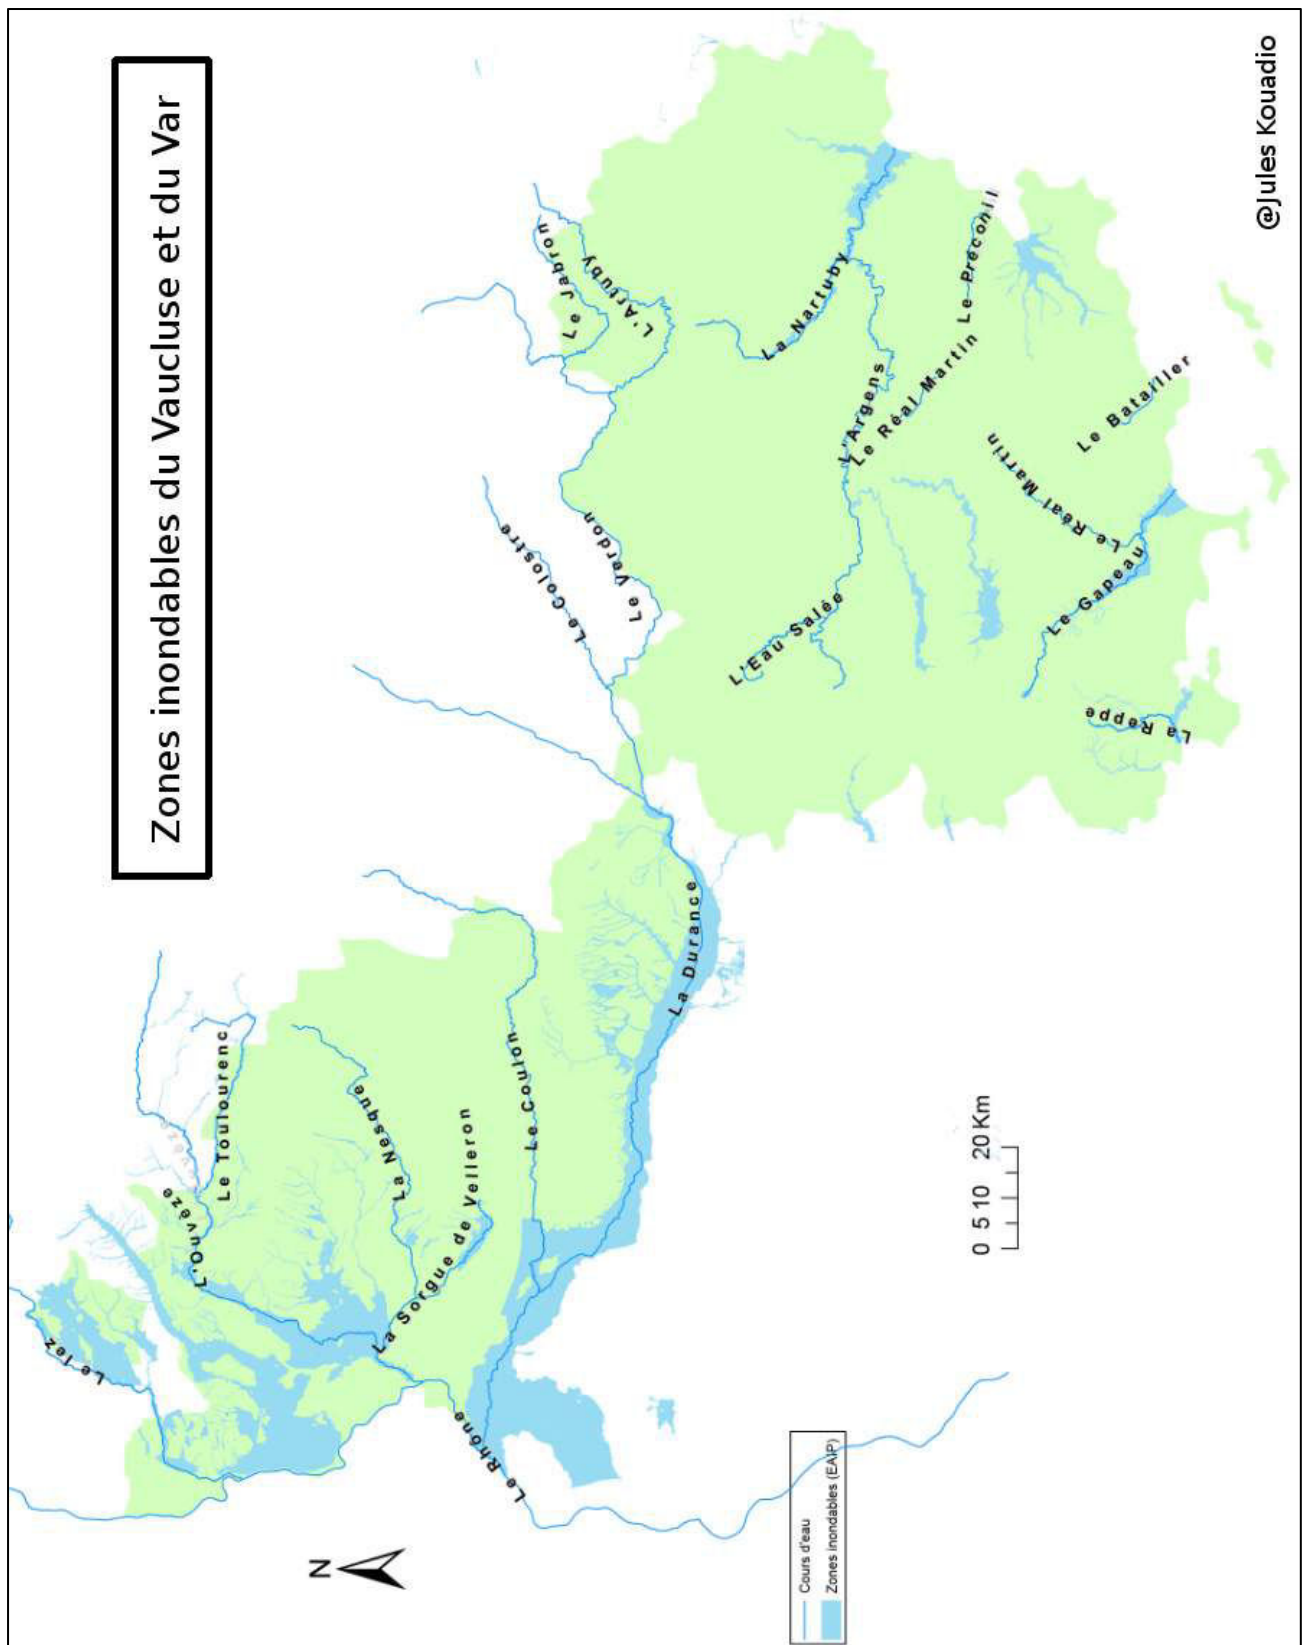 Zones inondables du Vaucluse et du Var
N
Le lez
L'Ouvèze
Le Toulourenc
La Nesque
La Sorgue de Velleron
Le Coulon
La Durance
Le Rhône
Le Colostre
Le Verdon
Le Jabron
L'Artuby
La Nartuby
L'Argens
L'Eau Salée
Le Réal Martin
Le Préconil
Le Réal Martin
Le Batailler
Le Gapeau
La Reppe
0 5 10 20 Km
Cours d'eau
Zones inondables (EAIP)
@Jules Kouadio